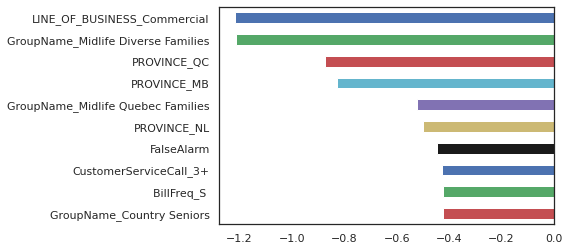 LINE_OF_BUSINESS_Commercial
GroupName_Midlife Diverse Families
PROVINCE_QC
PROVINCE_MB
GroupName_Midlife Quebec Families
PROVINCE_NL
FalseAlarm
CustomerServiceCall_3+
BillFreq_S
GroupName_Country Seniors
−1.2 −1.0 −0.8 −0.6 −0.4 −0.2 0.0